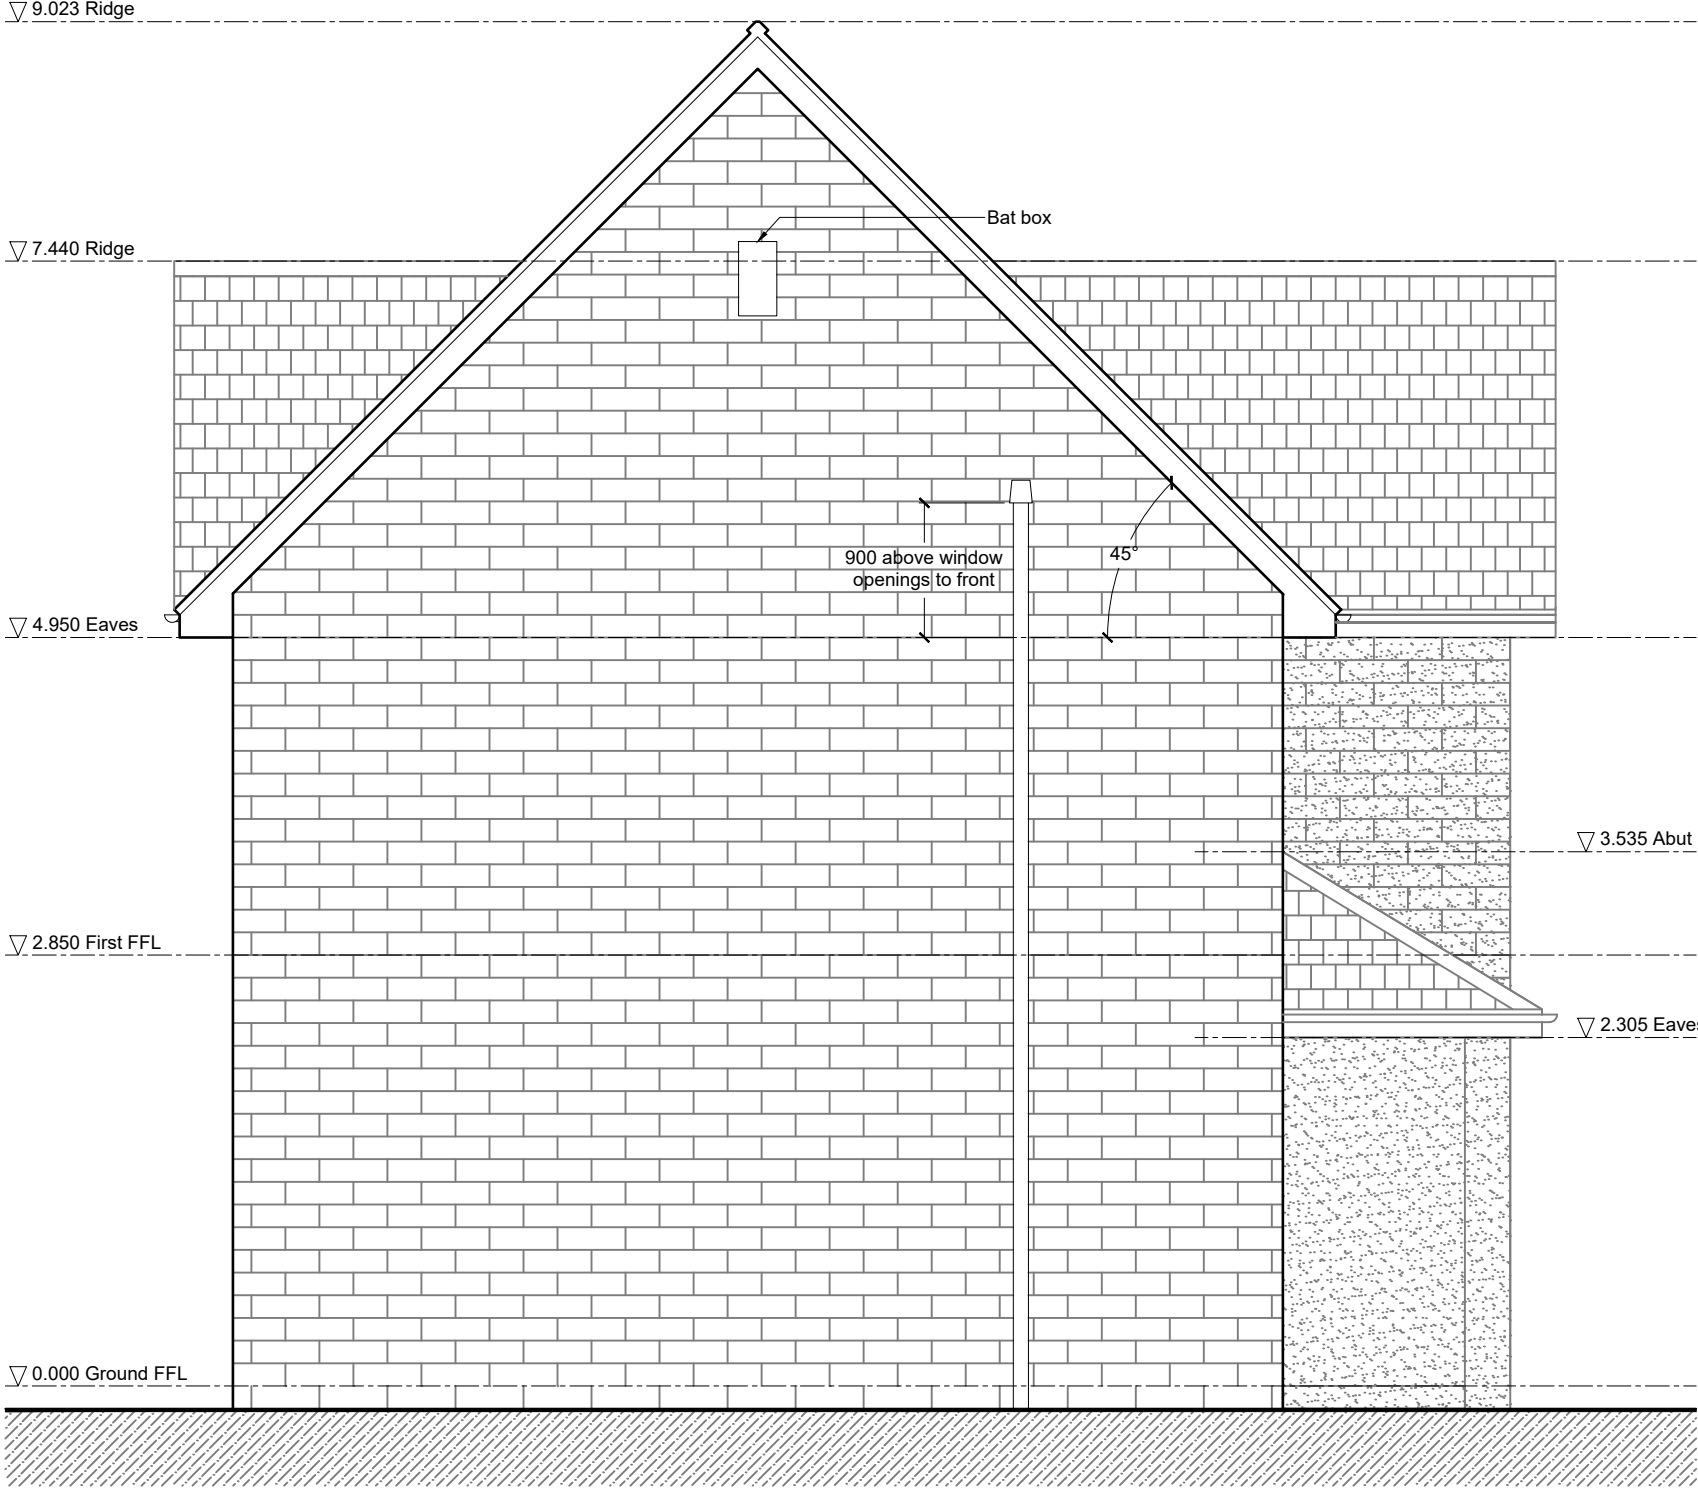 9.023 Ridge
Bat box
7.440 Ridge
45°
900 above window
openings to front
4.950 Eaves
3.535 Abut
2.850 First FFL
2.305 Eaves
0.000 Ground FFL